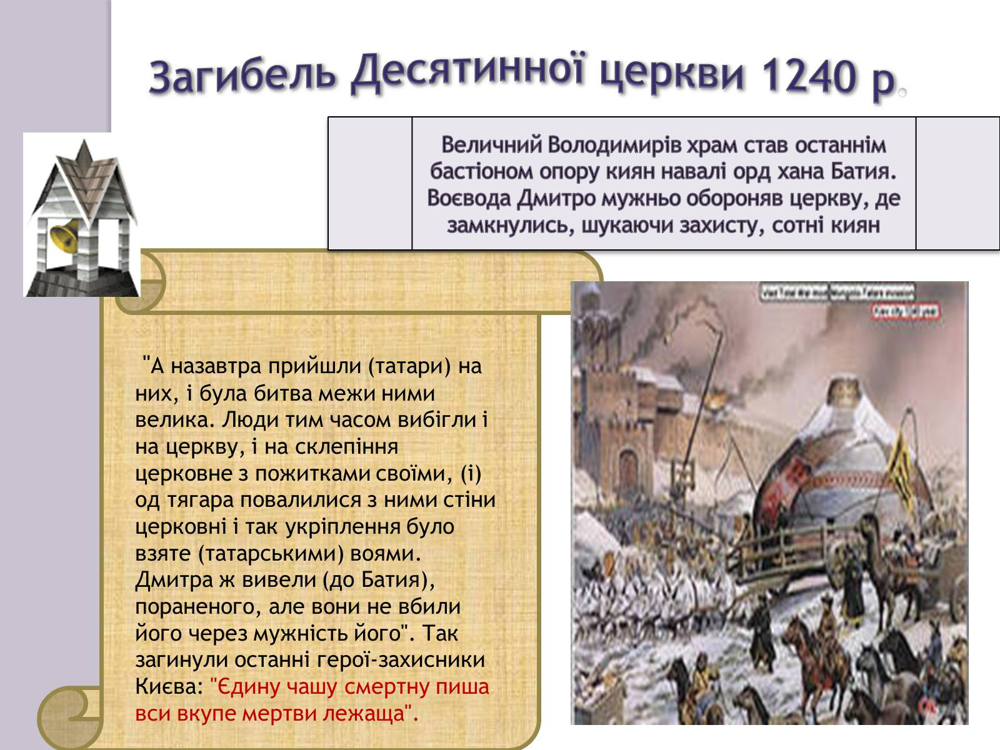 Загибель Десятинної церкви 1240 р.
Величний Володимирів храм став останнім
бастіоном опору киян навалі орд хана Батия.
Воєвода Дмитро мужньо обороняв церкву, де
замкнулись, шукаючи захисту, сотні киян
"А назавтра прийшли (татари) на
них, і була битва межи ними
велика. Люди тим часом вибігли і
на церкву, і на склепіння
церковне з пожитками своїми, (і)
од тягара повалилися з ними стіни
церковні і так укріплення було
взяте (татарськими) воями.
Дмитра ж вивели (до Батия),
пораненого, але вони не вбили
його через мужність його". Так
загинули останні герої-захисники
Києва: "Єдину чашу смертну пиша
вси вкупе мертви лежаща".